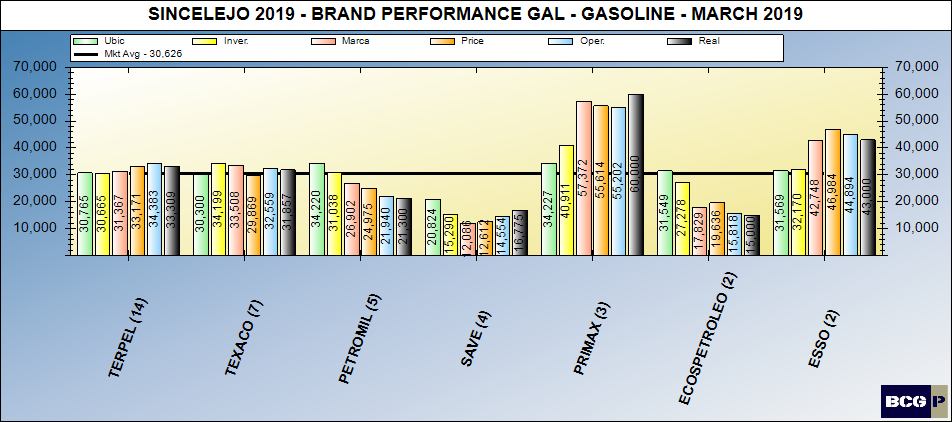 SINCELEJO 2019 - BRAND PERFORMANCE GAL - GASOLINE - MARCH 2019
Ubic Inver. Marca Price Oper. Real
Mkt Avg - 30,626
70,000 70,000
60,000 60,000
50,000 50,000
40,000 40,000
30,000 30,000
20,000 20,000
10,000 10,000
30,765 30,665 31,367 33,171 34,383 33,309
30,300 34,199 33,508 29,869 32,559 31,857
34,220 31,038 26,902 24,975 21,940 21,300
20,824 15,290 12,086 12,612 14,554 16,775
34,227 40,911 57,372 55,614 55,202 60,000
31,549 27,278 17,829 19,636 15,818 15,000
31,569 32,170 42,748 46,984 44,894 43,000
TERPEL (14)
TEXACO (7)
PETROMIL (5)
SAVE (4)
PRIMAX (3)
ECOSPETROLEO (2)
ESSO (2)
BCG P